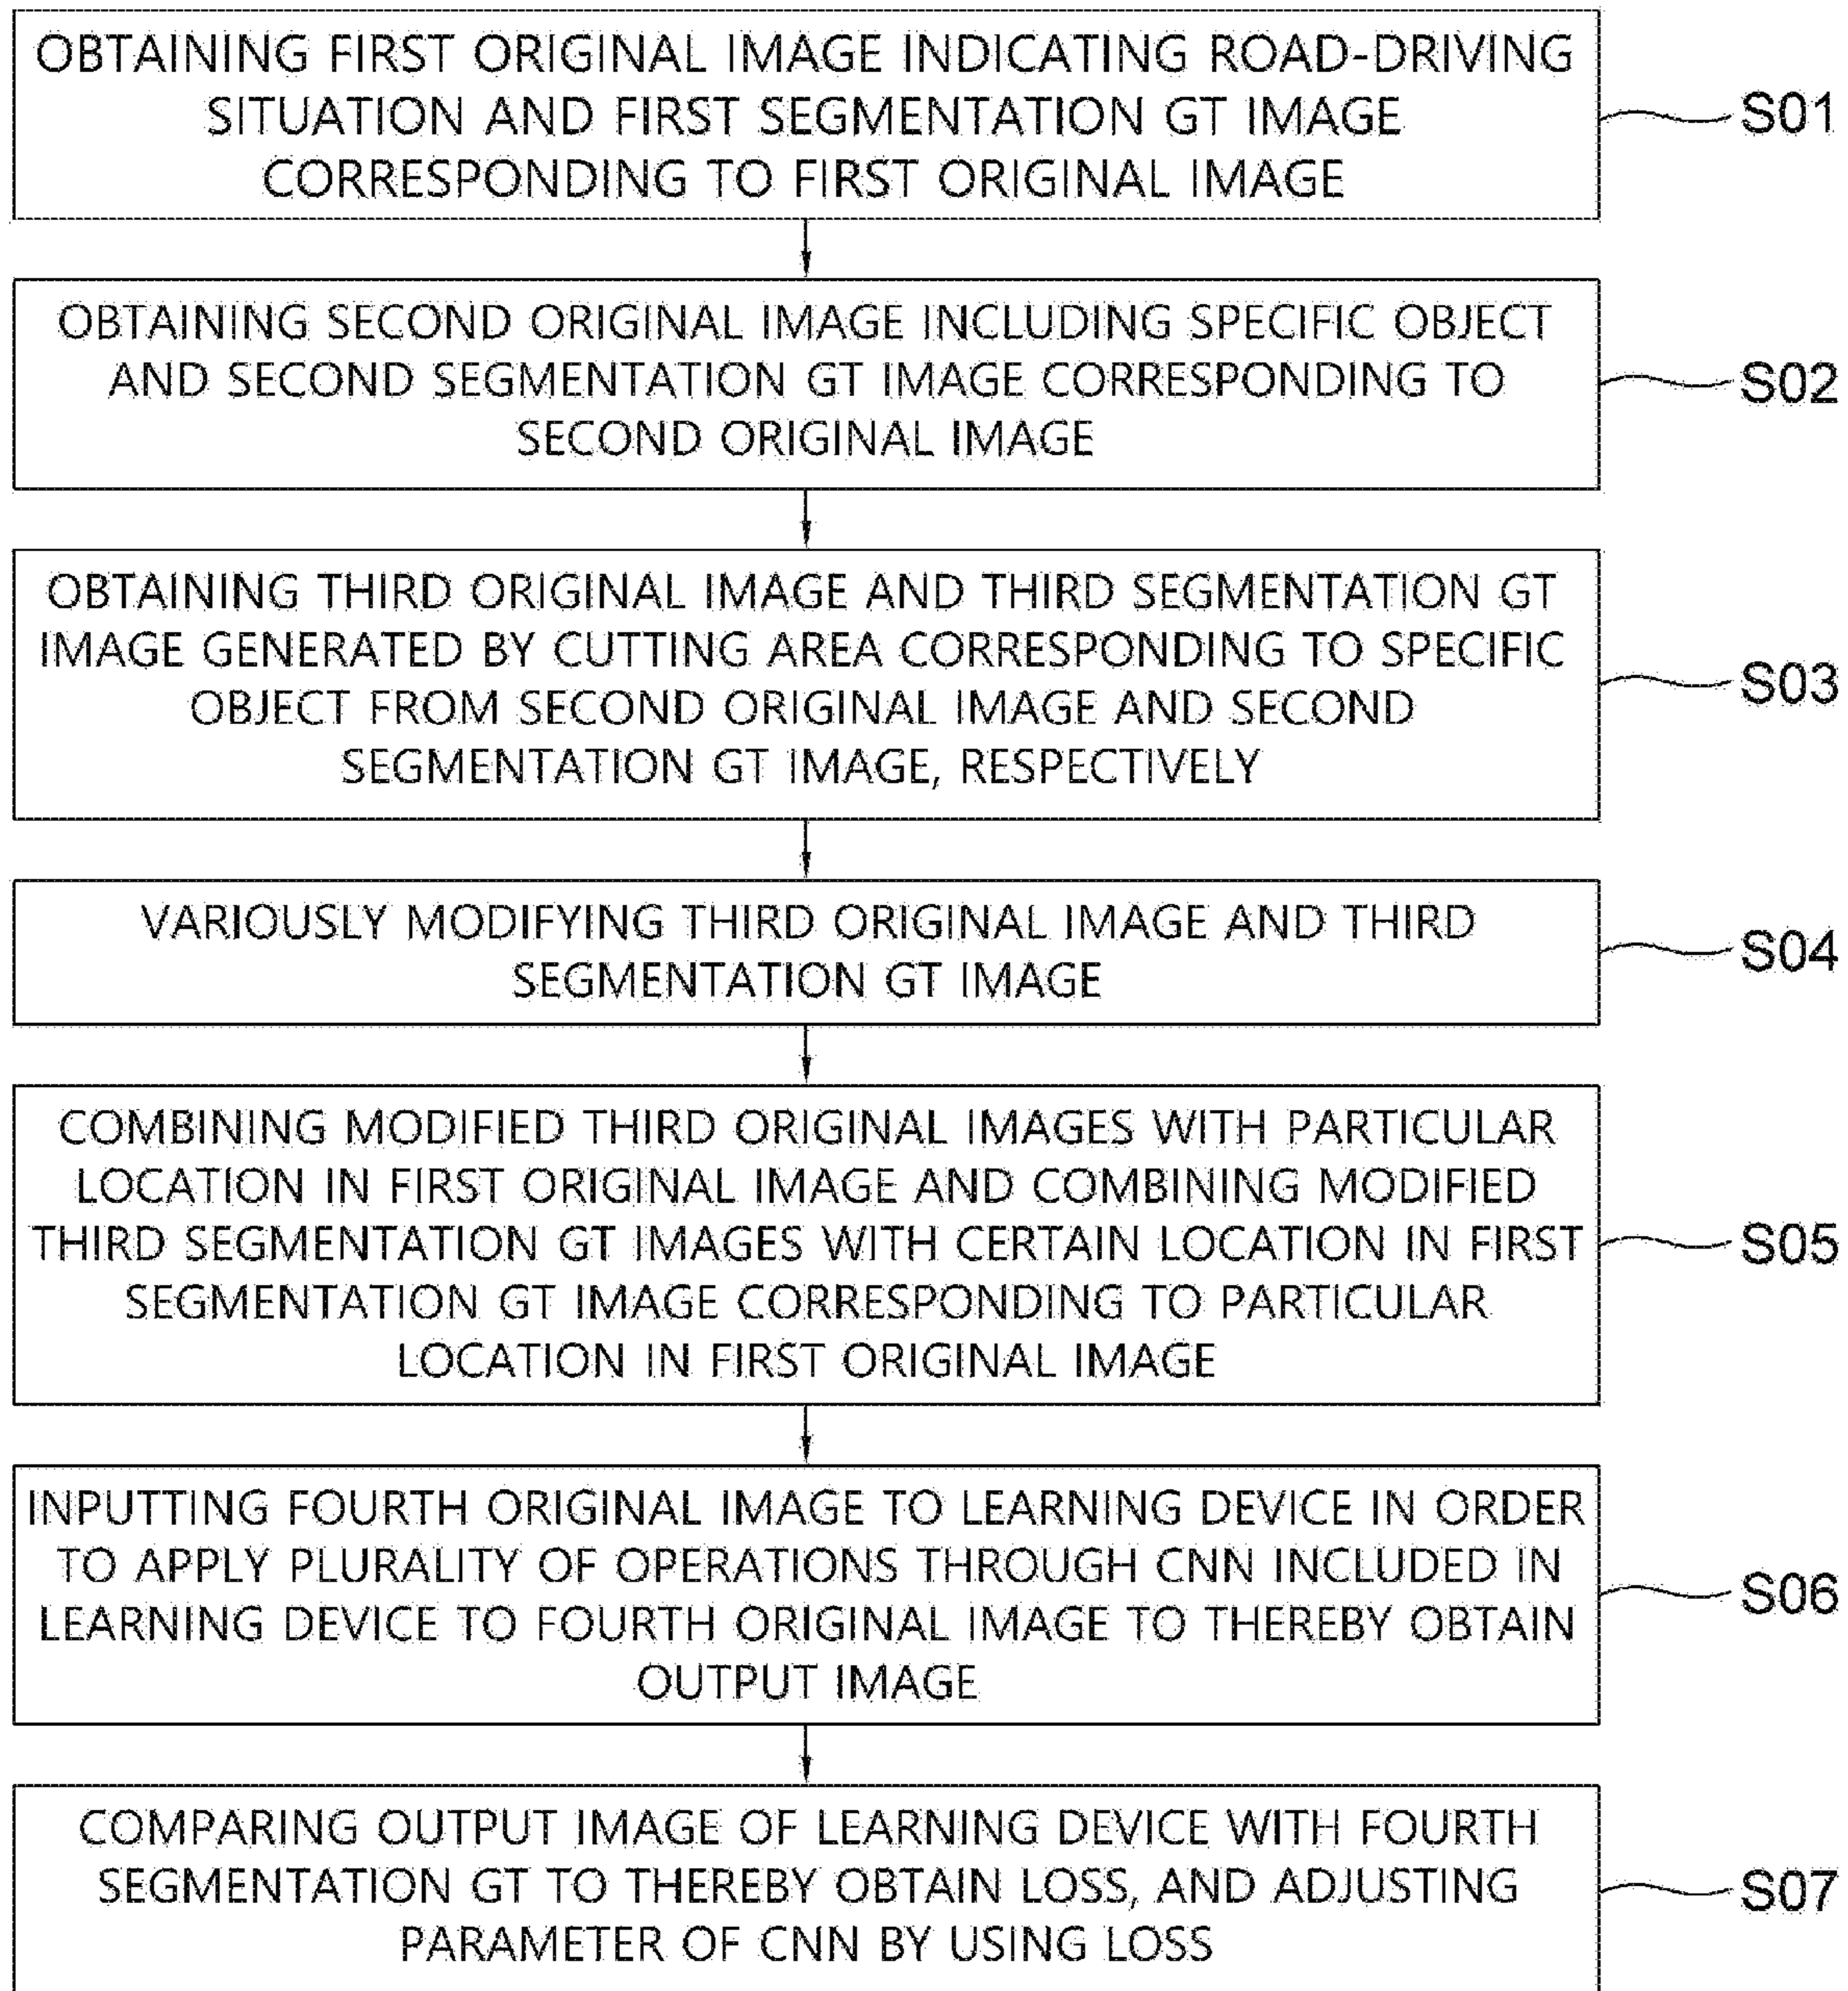 OBTAINING FIRST ORIGINAL IMAGE INDICATING ROAD-DRIVING
SITUATION AND FIRST SEGMENTATION GT IMAGE
CORRESPONDING TO FIRST ORIGINAL IMAGE
S01
OBTAINING SECOND ORIGINAL IMAGE INCLUDING SPECIFIC OBJECT
AND SECOND SEGMENTATION GT IMAGE CORRESPONDING TO
SECOND ORIGINAL IMAGE
S02
OBTAINING THIRD ORIGINAL IMAGE AND THIRD SEGMENTATION GT
IMAGE GENERATED BY CUTTING AREA CORRESPONDING TO SPECIFIC
OBJECT FROM SECOND ORIGINAL IMAGE AND SECOND
SEGMENTATION GT IMAGE, RESPECTIVELY
S03
VARIOUSLY MODIFYING THIRD ORIGINAL IMAGE AND THIRD
SEGMENTATION GT IMAGE
S04
COMBINING MODIFIED THIRD ORIGINAL IMAGES WITH PARTICULAR
LOCATION IN FIRST ORIGINAL IMAGE AND COMBINING MODIFIED
THIRD SEGMENTATION GT IMAGES WITH CERTAIN LOCATION IN FIRST
SEGMENTATION GT IMAGE CORRESPONDING TO PARTICULAR
LOCATION IN FIRST ORIGINAL IMAGE
S05
INPUTTING FOURTH ORIGINAL IMAGE TO LEARNING DEVICE IN ORDER
TO APPLY PLURALITY OF OPERATIONS THROUGH CNN INCLUDED IN
LEARNING DEVICE TO FOURTH ORIGINAL IMAGE TO THEREBY OBTAIN
OUTPUT IMAGE
S06
COMPARING OUTPUT IMAGE OF LEARNING DEVICE WITH FOURTH
SEGMENTATION GT TO THEREBY OBTAIN LOSS, AND ADJUSTING
PARAMETER OF CNN BY USING LOSS
S07